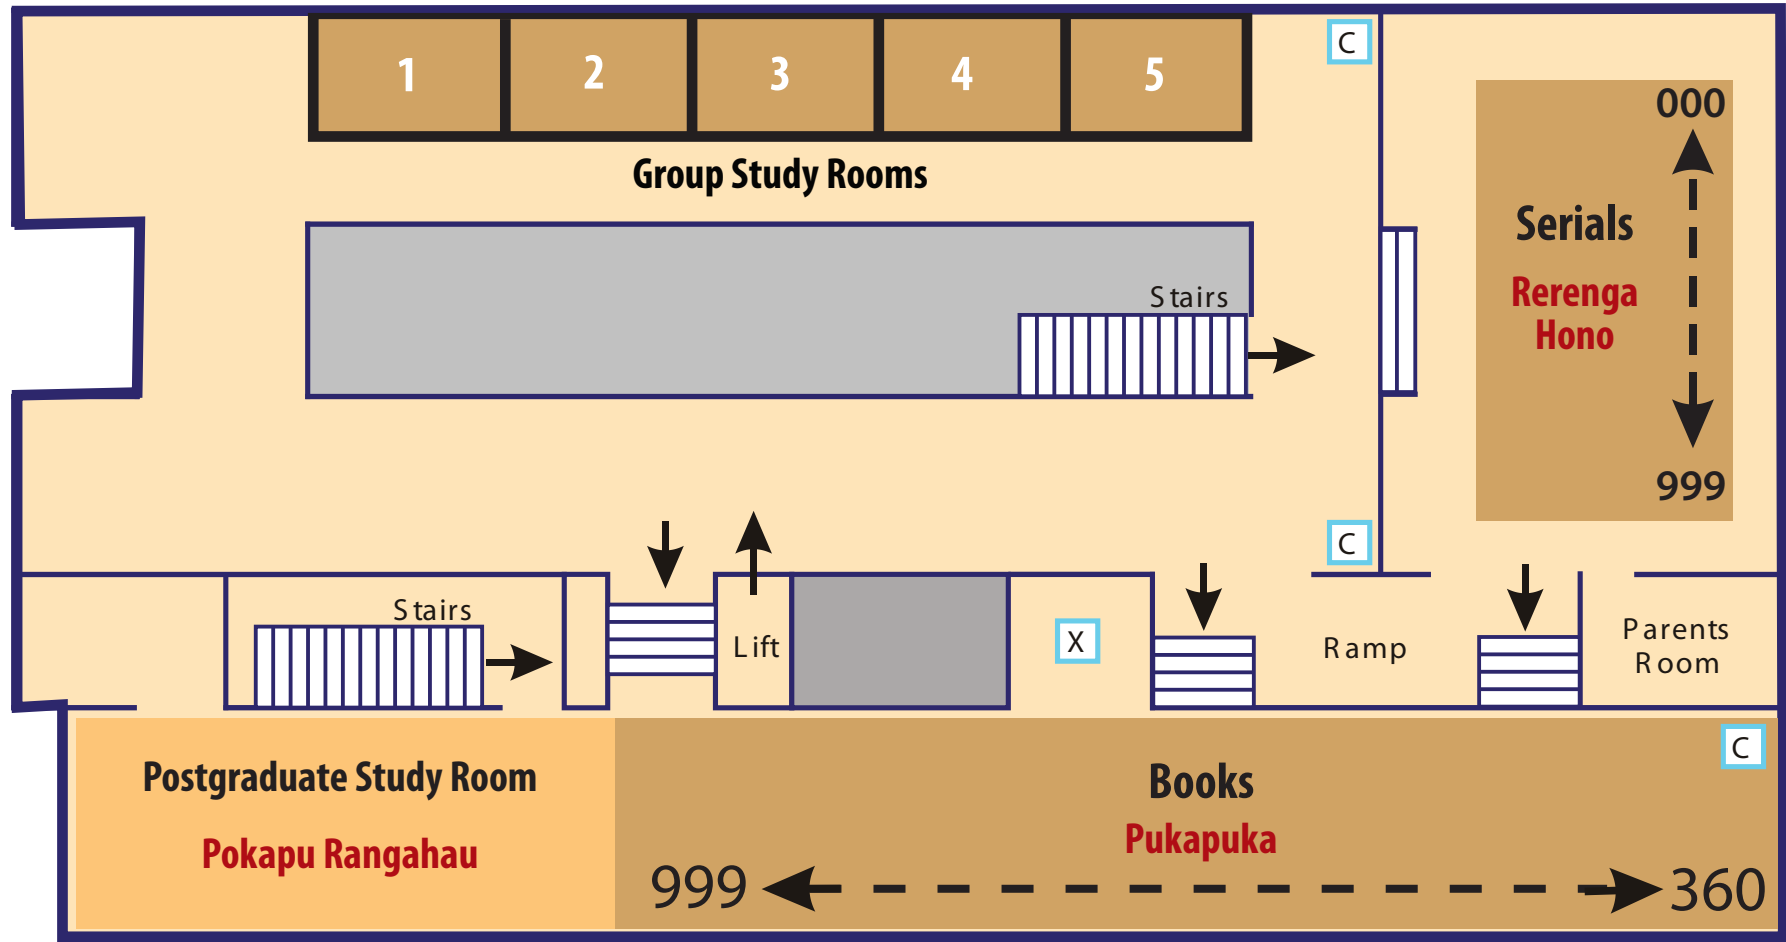 1
2
3
4
5
Group Study Rooms
C
000
Serials
Rerenga
Hono
999
Stairs
C
Stairs
Lift
X
Ramp
Parents
Room
Postgraduate Study Room
Pokapu Rangahau
Books
Pukapuka
C
999
360